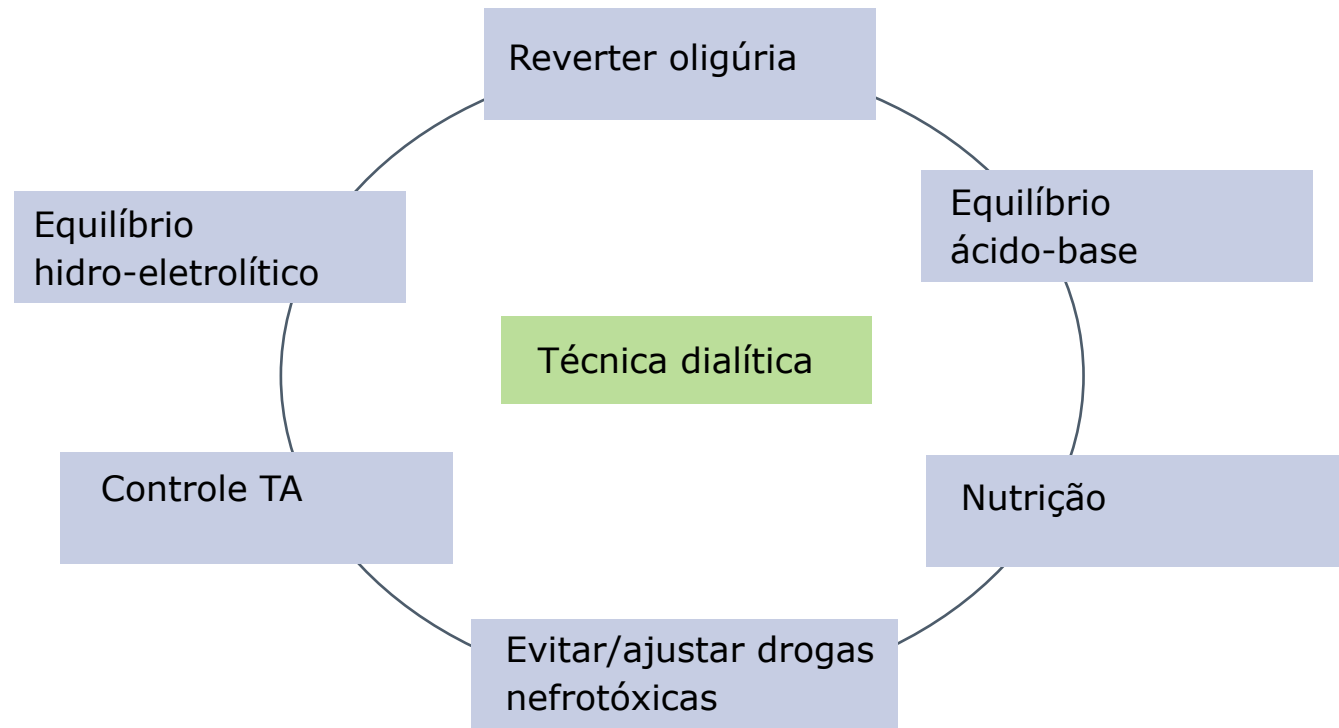 Reverter oligúria
Equilíbrio
ácido-base
Equilíbrio
hidro-eletrolítico
Técnica dialítica
Controle TA
Nutrição
Evitar/ajustar drogas
nefrotóxicas